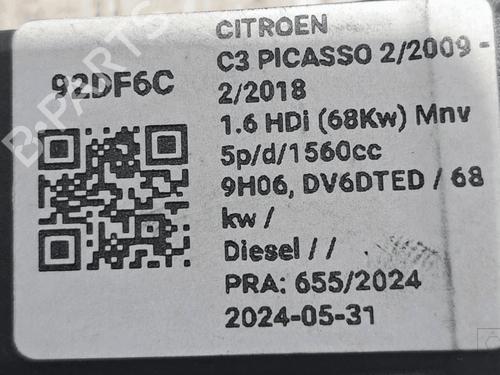 CITROEN
92DF6C
C3 PICASSO 2/2009 -
2/2018
1.6 HDi (68Kw) Mnv
5p/d/1560cc
9H06, DV6DTED / 68
kw /
Diesel / /
PRA: 655/2024
2024-05-31